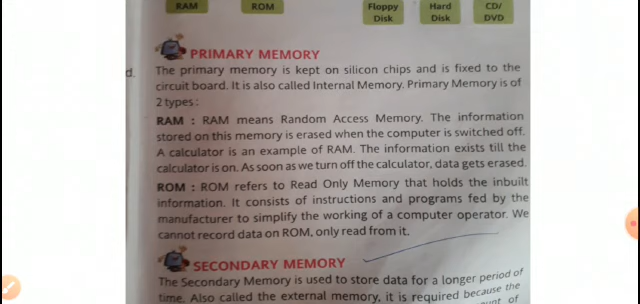 RAM ROM Floppy Disk Hard Disk CD/ DVD
PRIMARY MEMORY
d. The primary memory is kept on silicon chips and is fixed to the
circuit board. It is also called Internal Memory. Primary Memory is of
2 types :
RAM : RAM means Random Access Memory. The information
stored on this memory is erased when the computer is switched off.
A calculator is an example of RAM. The information exists till the
calculator is on. As soon as we turn off the calculator, data gets erased.
ROM : ROM refers to Read Only Memory that holds the inbuilt
information. It consists of instructions and programs fed by the
manufacturer to simplify the working of a computer operator. We
cannot record data on ROM, only read from it.
SECONDARY MEMORY
The Secondary Memory is used to store data for a longer period of
time. Also called the external memory, it is required because the
of